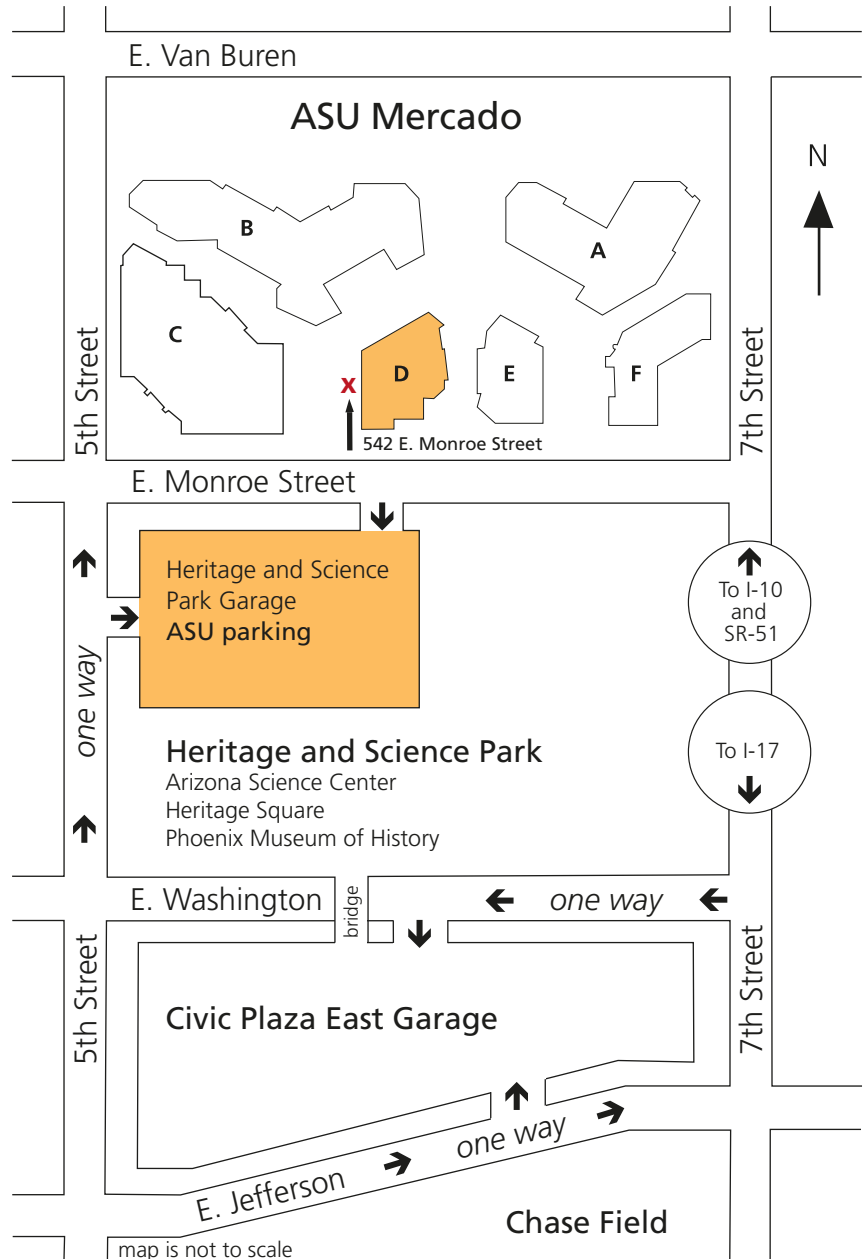 E. Van Buren
ASU Mercado
N
B
A
C
D
E
F
X
542 E. Monroe Street
5th Street
7th Street
E. Monroe Street
Heritage and Science
Park Garage
ASU parking
one way
To I-10
and
SR-51
To I-17
Heritage and Science Park
Arizona Science Center
Heritage Square
Phoenix Museum of History
E. Washington
bridge
one way
5th Street
7th Street
Civic Plaza East Garage
one way
E. Jefferson
Chase Field
map is not to scale